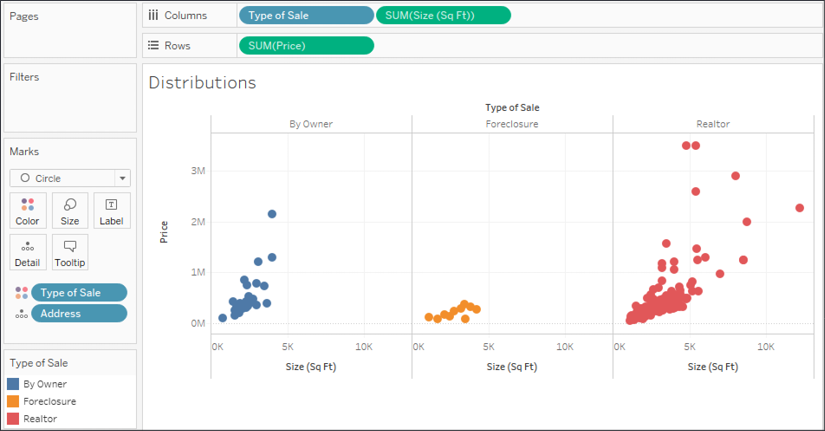 Pages
Columns
Type of Sale
SUM(Size (Sq Ft))
Rows
SUM(Price)
Filters
Marks
Circle
Color
Size
Label
Detail
Tooltip
Type of Sale
Address
Type of Sale
By Owner
Foreclosure
Realtor
Distributions
Type of Sale
By Owner
Foreclosure
Realtor
Price
3M
2M
1M
0M
0K
5K
10K
0K
5K
10K
0K
5K
10K
Size (Sq Ft)
Size (Sq Ft)
Size (Sq Ft)